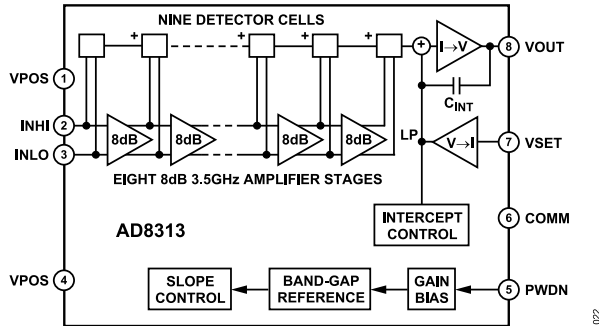 NINE DETECTOR CELLS
+ + + + +
I→V
8 VOUT
VPOS 1
CINT
INHI 2
8dB 8dB 8dB 8dB
LP
V→I
7 VSET
INLO 3
EIGHT 8dB 3.5GHz AMPLIFIER STAGES
INTERCEPT
CONTROL
6 COMM
AD8313
VPOS 4
SLOPE
CONTROL
BAND-GAP
REFERENCE
GAIN
BIAS
5 PWDN
022